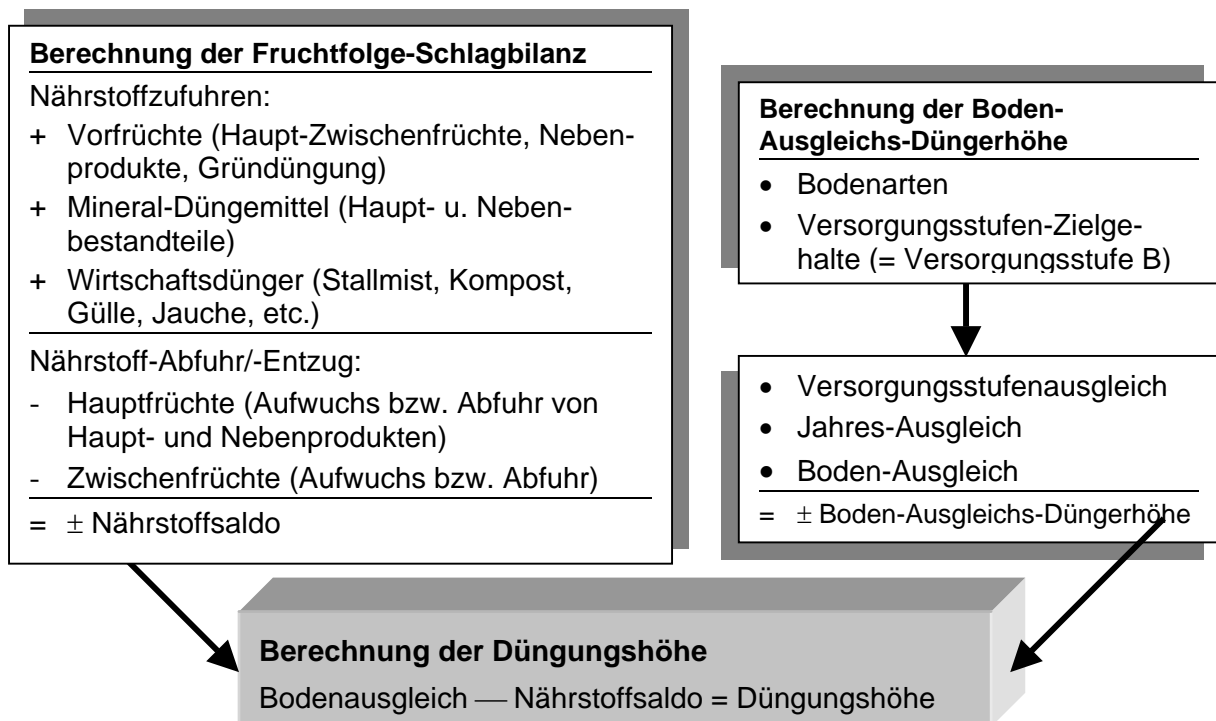 Berechnung der Fruchtfolge-Schlagbilanz
Nährstoffzufuhren:
+ Vorfrüchte (Haupt-Zwischenfrüchte, Neben-
produkte, Gründüngung)
+ Mineral-Düngemittel (Haupt- u. Neben-
bestandteile)
+ Wirtschaftsdünger (Stallmist, Kompost,
Gülle, Jauche, etc.)
Nährstoff-Abfuhr/-Entzug:
- Hauptfrüchte (Aufwuchs bzw. Abfuhr von
Haupt- und Nebenprodukten)
- Zwischenfrüchte (Aufwuchs bzw. Abfuhr)
= ± Nährstoffsaldo
Berechnung der Boden-
Ausgleichs-Düngerhöhe
• Bodenarten
• Versorgungsstufen-Zielge-
halte (= Versorgungsstufe B)
• Versorgungsstufenausgleich
• Jahres-Ausgleich
• Boden-Ausgleich
= ± Boden-Ausgleichs-Düngerhöhe
Berechnung der Düngungshöhe
Bodenausgleich — Nährstoffsaldo = Düngungshöhe